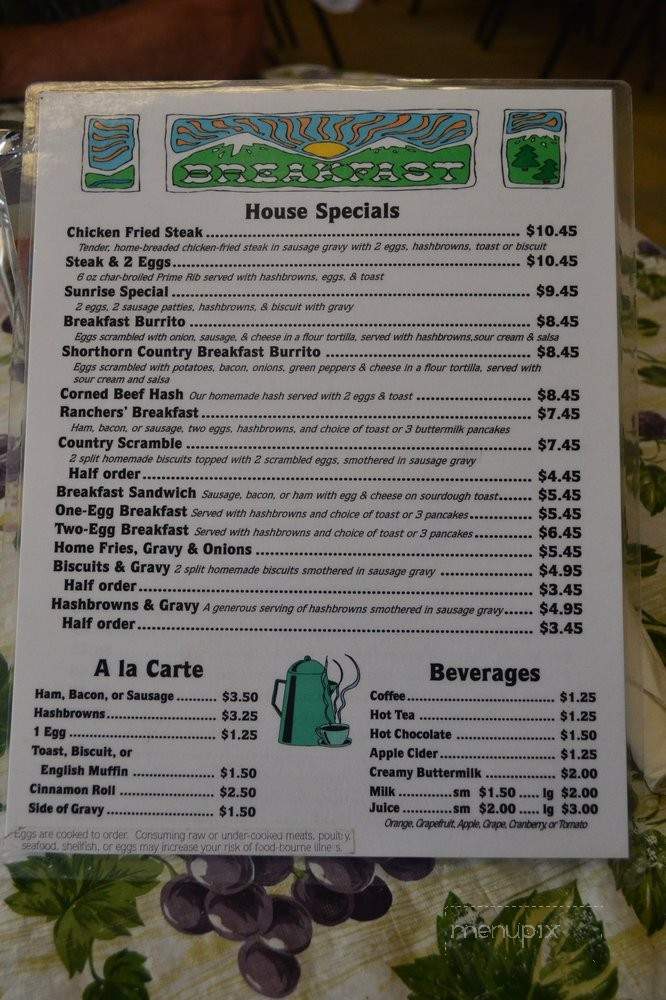 BREAKFAST
House Specials
Chicken Fried Steak ........ $10.45
Tender, home-breaded chicken-fried steak in sausage gravy with 2 eggs, hashbrowns, toast or biscuit
Steak & 2 Eggs ........ $10.45
6 oz char-broiled Prime Rib served with hashbrowns, eggs, & toast
Sunrise Special ........ $9.45
2 eggs, 2 sausage patties, hashbrowns, & biscuit with gravy
Breakfast Burrito ........ $8.45
Eggs scrambled with onion, sausage, & cheese in a flour tortilla, served with hashbrowns,sour cream & salsa
Shorthorn Country Breakfast Burrito ........ $8.45
Eggs scrambled with potatoes, bacon, onions, green peppers & cheese in a flour tortilla, served with
sour cream and salsa
Corned Beef Hash Our homemade hash served with 2 eggs & toast ........ $8.45
Ranchers' Breakfast ........ $7.45
Ham, bacon, or sausage, two eggs, hashbrowns, and choice of toast or 3 buttermilk pancakes
Country Scramble ........ $7.45
2 split homemade biscuits topped with 2 scrambled eggs, smothered in sausage gravy
Half order ........ $4.45
Breakfast Sandwich Sausage, bacon, or ham with egg & cheese on sourdough toast ........ $5.45
One-Egg Breakfast Served with hashbrowns and choice of toast or 3 pancakes ........ $5.45
Two-Egg Breakfast Served with hashbrowns and choice of toast or 3 pancakes ........ $6.45
Home Fries, Gravy & Onions ........ $5.45
Biscuits & Gravy 2 split homemade biscuits smothered in sausage gravy ........ $4.95
Half order ........ $3.45
Hashbrowns & Gravy A generous serving of hashbrowns smothered in sausage gravy ...... $4.95
Half order ........ $3.45
A la Carte
Ham, Bacon, or Sausage ........ $3.50
Hashbrowns ........ $3.25
1 Egg ........ $1.25
Toast, Biscuit, or
English Muffin ........ $1.50
Cinnamon Roll ........ $2.50
Side of Gravy ........ $1.50
Eggs are cooked to order. Consuming raw or under-cooked meats, poultry,
seafood, shellfish, or eggs may increase your risk of food-bourne illness.
Beverages
Coffee ........ $1.25
Hot Tea ........ $1.25
Hot Chocolate ........ $1.50
Apple Cider ........ $1.25
Creamy Buttermilk ........ $2.00
Milk ........ sm $1.50 ..... lg $2.00
Juice ........ sm $2.00 ..... lg $3.00
Orange, Grapefruit, Apple, Grape, Cranberry, or Tomato
menupix